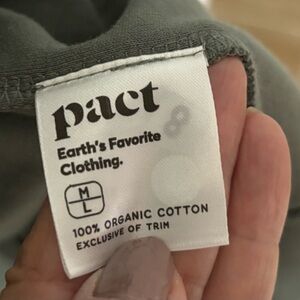 pact
Earth's Favorite
Clothing.
M
L
100% ORGANIC COTTON
EXCLUSIVE OF TRIM